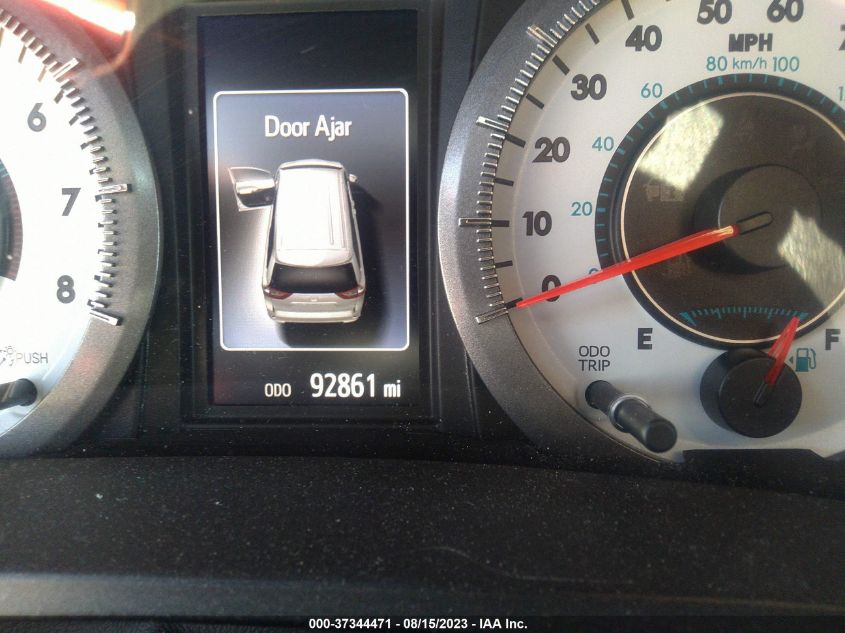 6
7
8
PUSH
Door Ajar
ODO 92861 mi
50 60
40
MPH
80 km/h 100
30
60
20
40
10
20
0
0
E
F
ODO
TRIP
000-37344471 - 08/15/2023 - IAA Inc.